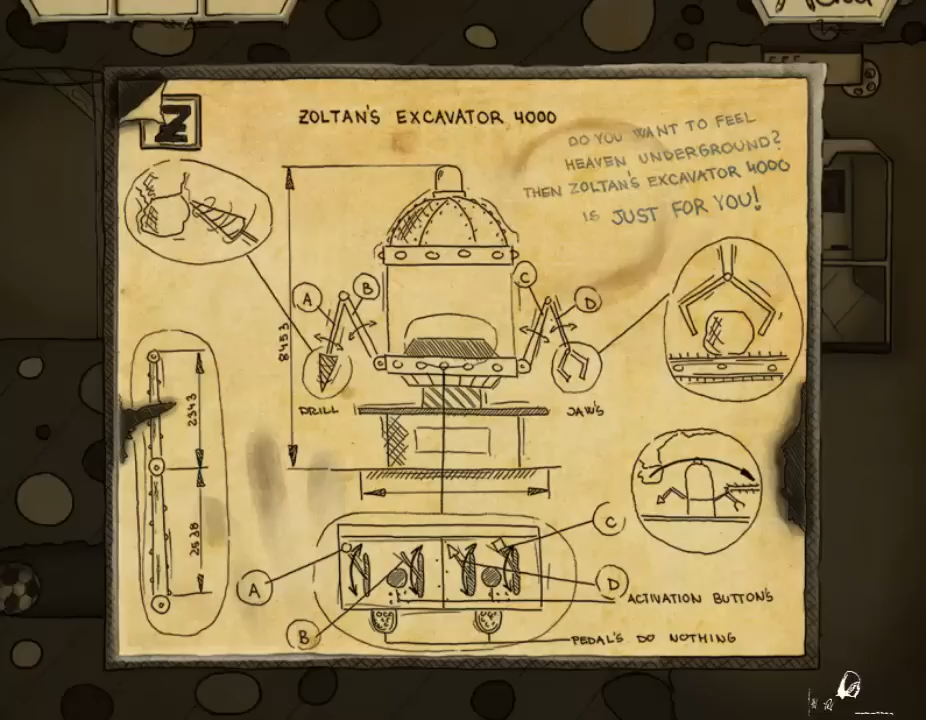 Z
ZOLTAN'S EXCAVATOR 4000
DO YOU WANT TO FEEL
HEAVEN UNDERGROUND?
THEN ZOLTAN'S EXCAVATOR 4000
IS JUST FOR YOU!
A
B
C
D
8453
DRILL
JAW'S
2343
2538
C
A
D
ACTIVATION BUTTON'S
B
PEDAL'S DO NOTHING